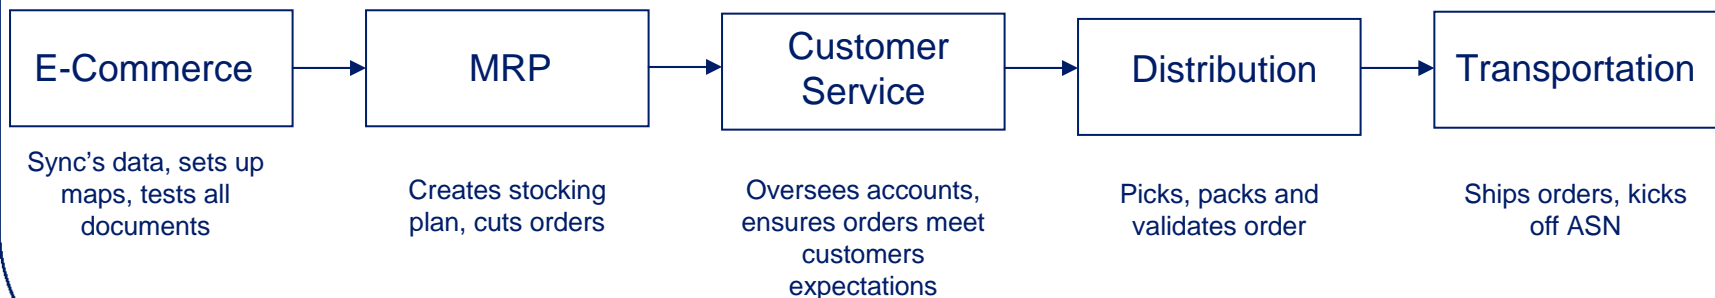 E-Commerce
MRP
Customer
Service
Distribution
Transportation
Sync’s data, sets up
maps, tests all
documents
Creates stocking
plan, cuts orders
Oversees accounts,
ensures orders meet
customers
expectations
Picks, packs and
validates order
Ships orders, kicks
off ASN